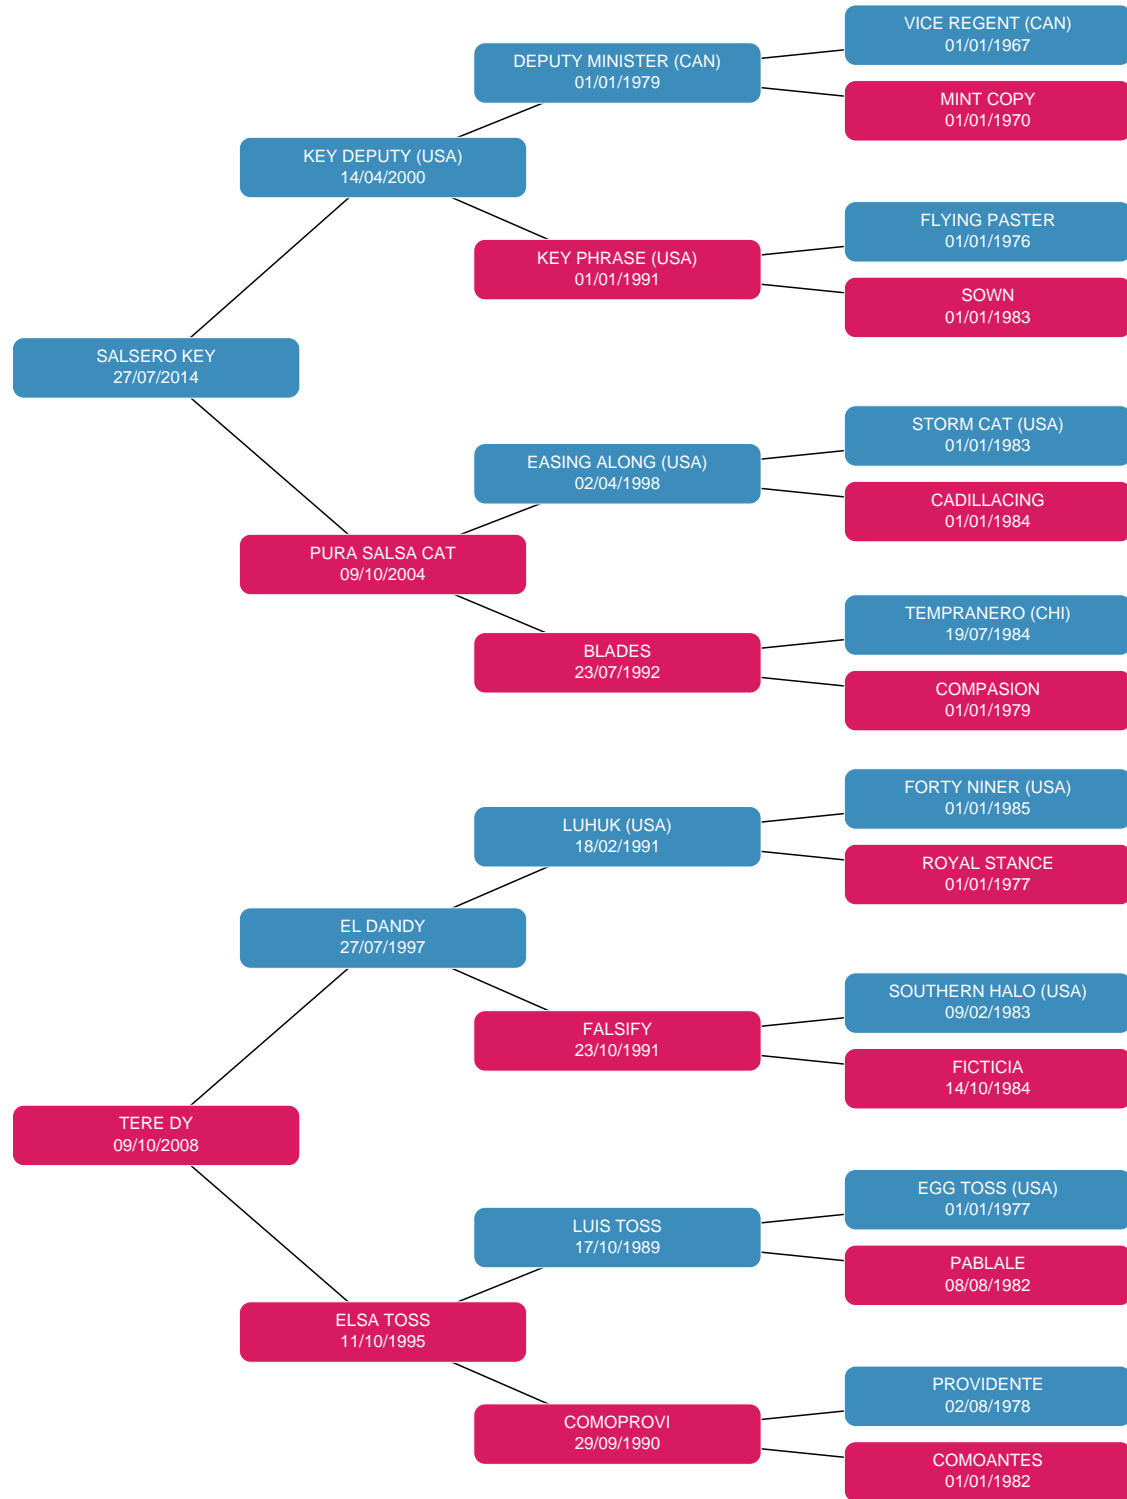 VICE REGENT (CAN)
01/01/1967
DEPUTY MINISTER (CAN)
01/01/1979
MINT COPY
01/01/1970
KEY DEPUTY (USA)
14/04/2000
FLYING PASTER
01/01/1976
KEY PHRASE (USA)
01/01/1991
SOWN
01/01/1983
SALSERO KEY
27/07/2014
STORM CAT (USA)
01/01/1983
EASING ALONG (USA)
02/04/1998
CADILLACING
01/01/1984
PURA SALSA CAT
09/10/2004
TEMPRANERO (CHI)
19/07/1984
BLADES
23/07/1992
COMPASION
01/01/1979
FORTY NINER (USA)
01/01/1985
LUHUK (USA)
18/02/1991
ROYAL STANCE
01/01/1977
EL DANDY
27/07/1997
SOUTHERN HALO (USA)
09/02/1983
FALSIFY
23/10/1991
FICTICIA
14/10/1984
TERE DY
09/10/2008
EGG TOSS (USA)
01/01/1977
LUIS TOSS
17/10/1989
PABLALE
08/08/1982
ELSA TOSS
11/10/1995
PROVIDENTE
02/08/1978
COMOPROVI
29/09/1990
COMOANTES
01/01/1982